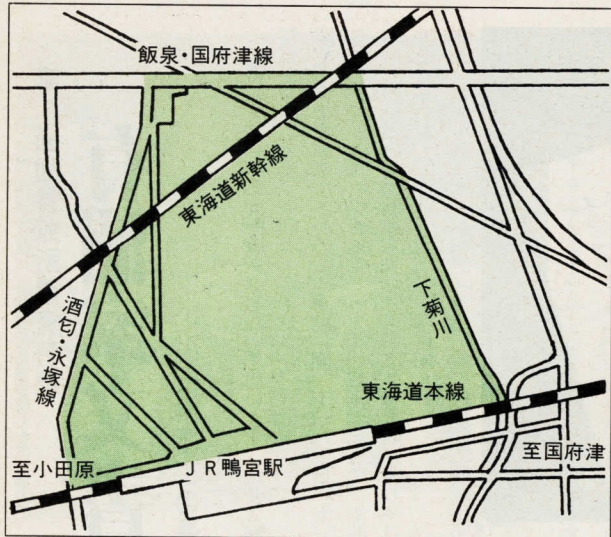 飯泉・国府津線
東海道新幹線
酒匂・永塚線
下菊川
東海道本線
至小田原
JR鴨宮駅
至国府津